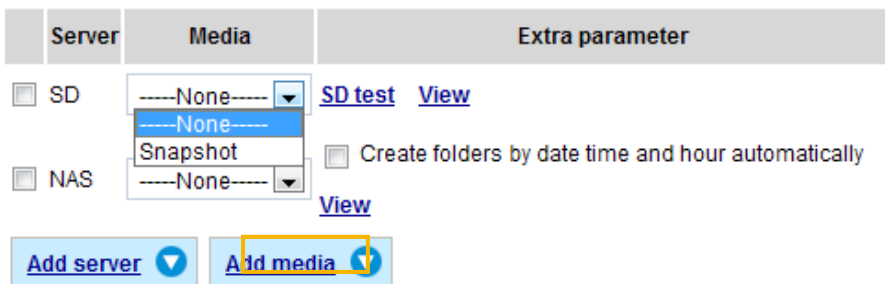 Server Media Extra parameter
SD -----None----- SD test View
-----None-----
Snapshot
Create folders by date time and hour automatically
NAS -----None-----
View
Add server Add media